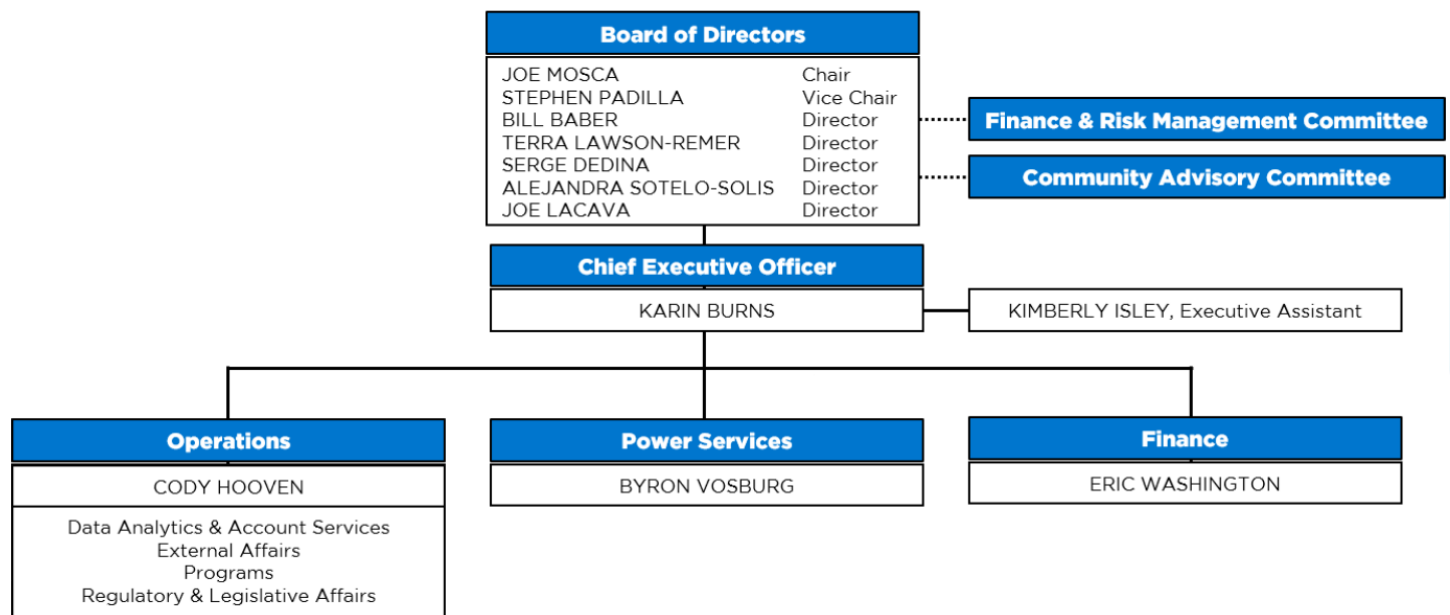 Board of Directors
JOE MOSCA Chair
STEPHEN PADILLA Vice Chair
BILL BABER Director
TERRA LAWSON-REMER Director
SERGE DEDINA Director
ALEJANDRA SOTELO-SOLIS Director
JOE LACAVA Director
Finance & Risk Management Committee
Community Advisory Committee
Chief Executive Officer
KARIN BURNS
KIMBERLY ISLEY, Executive Assistant
Operations
CODY HOOVEN
Data Analytics & Account Services
External Affairs
Programs
Regulatory & Legislative Affairs
Power Services
BYRON VOSBURG
Finance
ERIC WASHINGTON